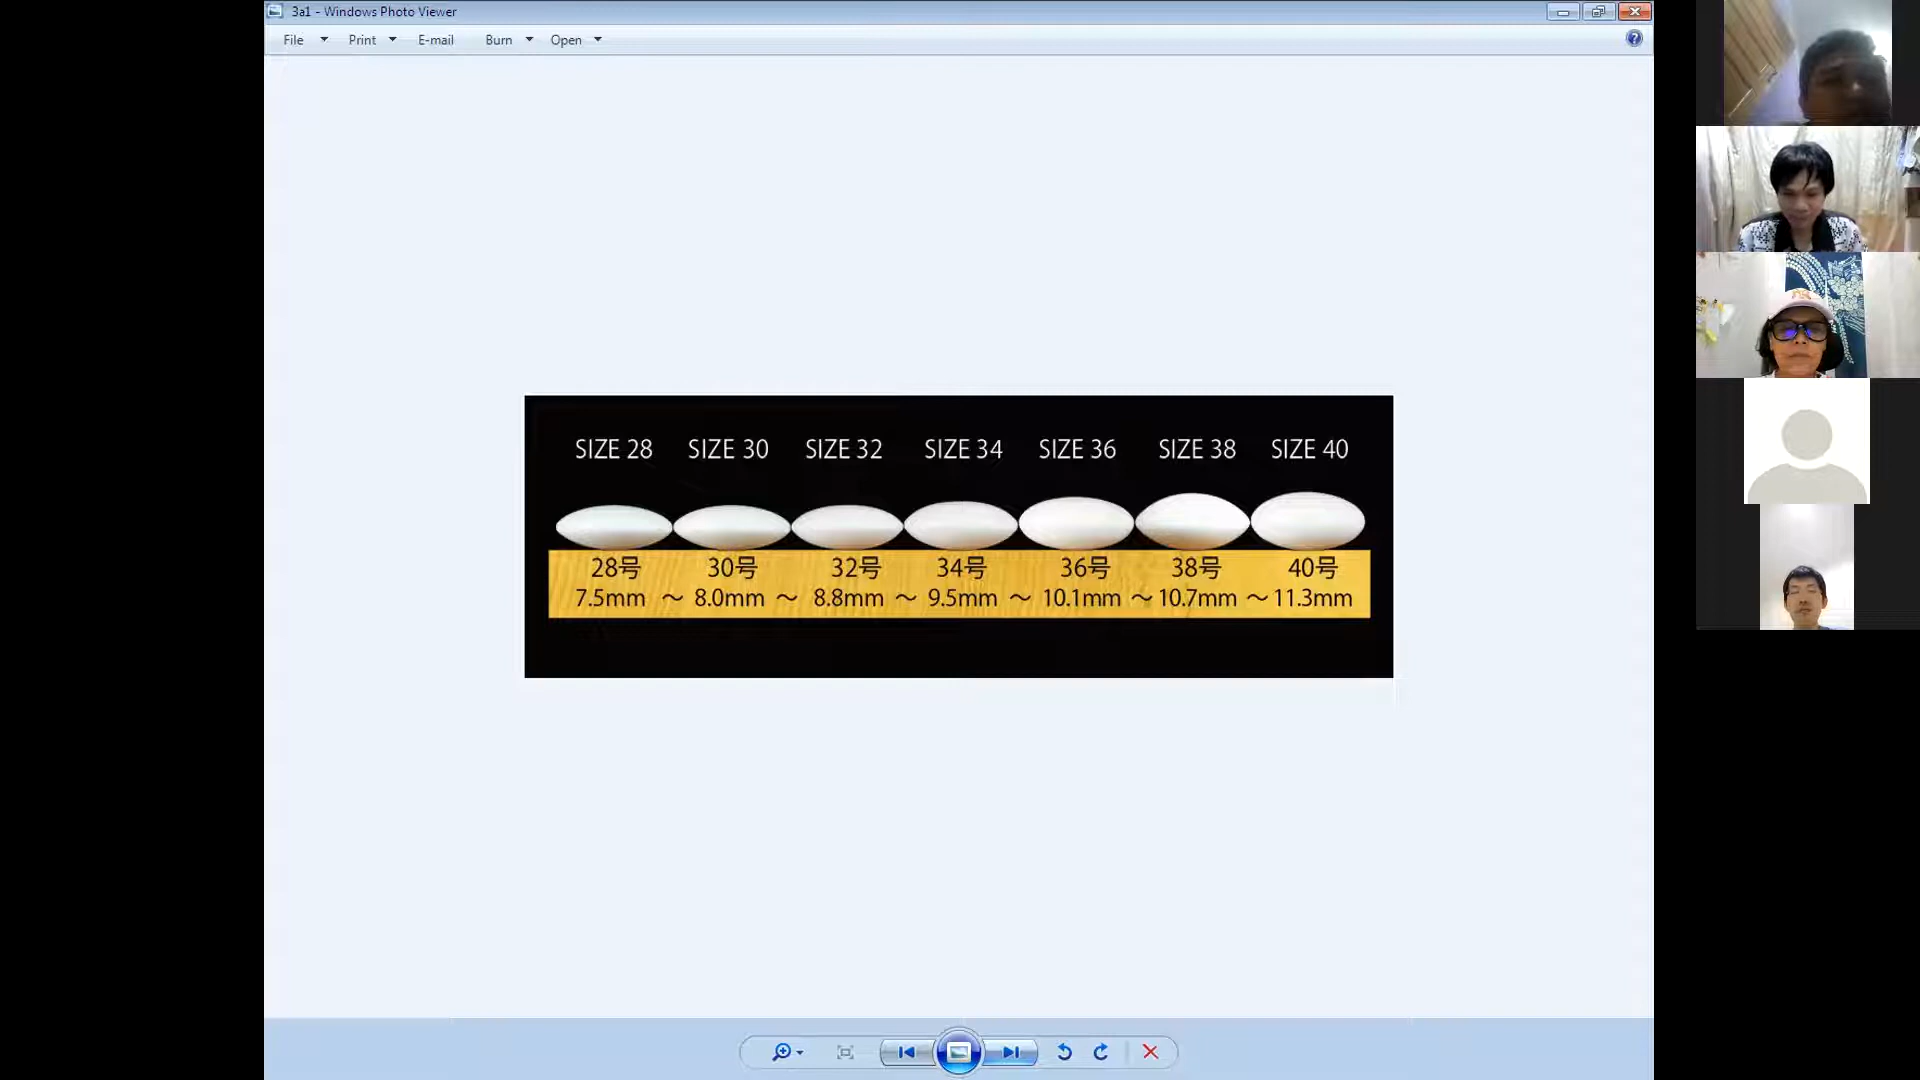 3a1 - Windows Photo Viewer
File Print E-mail Burn Open
SIZE 28 SIZE 30 SIZE 32 SIZE 34 SIZE 36 SIZE 38 SIZE 40
28号 30号 32号 34号 36号 38号 40号
7.5mm ～ 8.0mm ～ 8.8mm ～ 9.5mm ～ 10.1mm ～ 10.7mm ～ 11.3mm